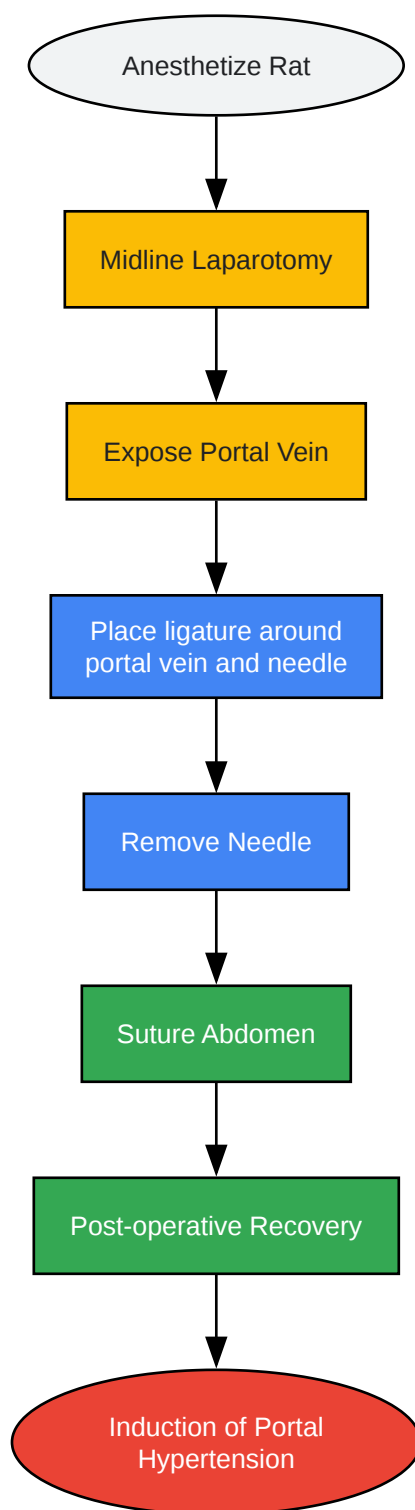 Anesthetize Rat
Midline Laparotomy
Expose Portal Vein
Place ligature around
portal vein and needle
Remove Needle
Suture Abdomen
Post-operative Recovery
Induction of Portal
Hypertension